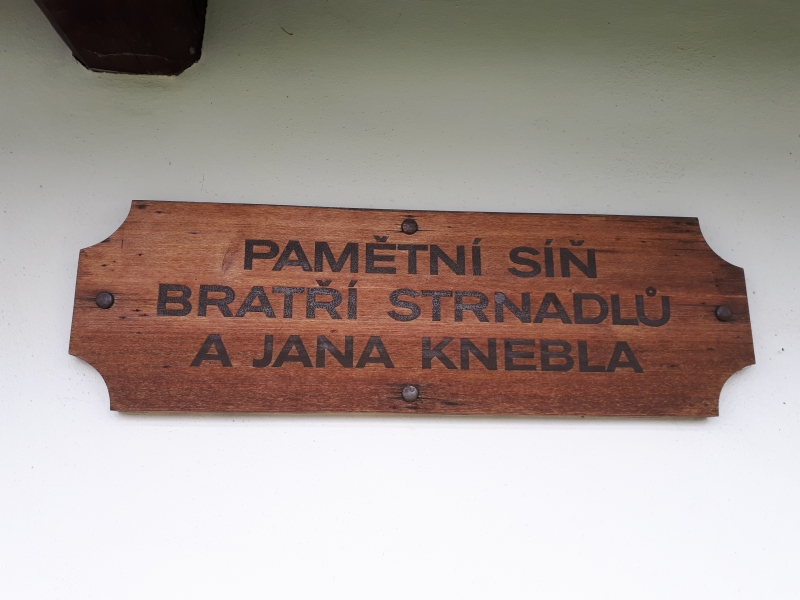 PAMĚTNÍ SÍŇ
BRATŘÍ STRNADLŮ
A JANA KNEBLA